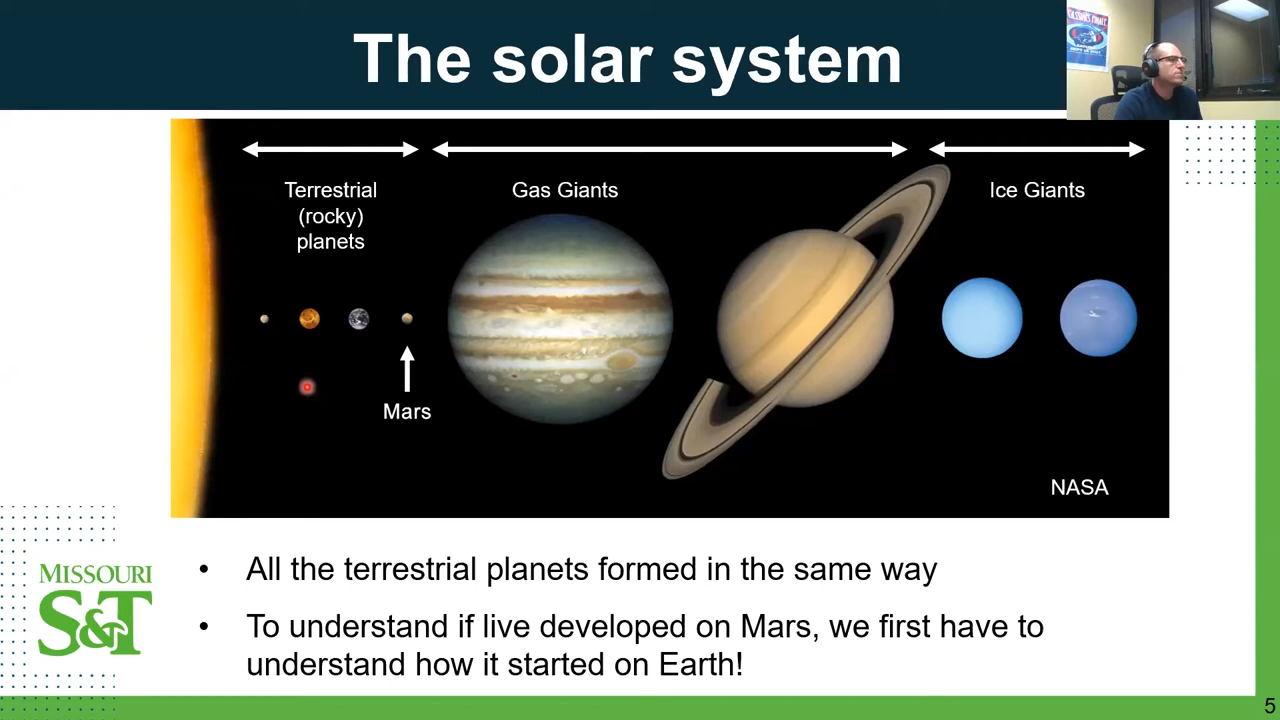 The solar system
Terrestrial
(rocky)
planets
Gas Giants
Ice Giants
Mars
NASA
• All the terrestrial planets formed in the same way
• To understand if live developed on Mars, we first have to
understand how it started on Earth!
MISSOURI
S&T
5